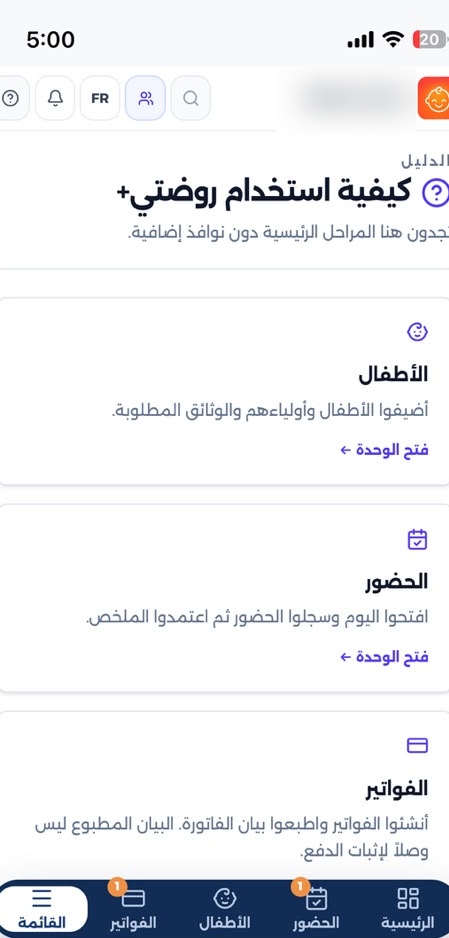 5:00
20
FR
الدليل
كيفية استخدام روضتي+
تجدون هنا المراحل الرئيسية دون نوافذ إضافية.
الأطفال
أضيفوا الأطفال وأولياءهم والوثائق المطلوبة.
فتح الوحدة ←
الحضور
افتحوا اليوم وسجلوا الحضور ثم اعتمدوا الملخص.
فتح الوحدة ←
الفواتير
أنشئوا الفواتير واطبعوا بيان الفاتورة. البيان المطبوع ليس
وصلاً لإثبات الدفع.
1
1
الرئيسية
الحضور
الأطفال
الفواتير
القائمة